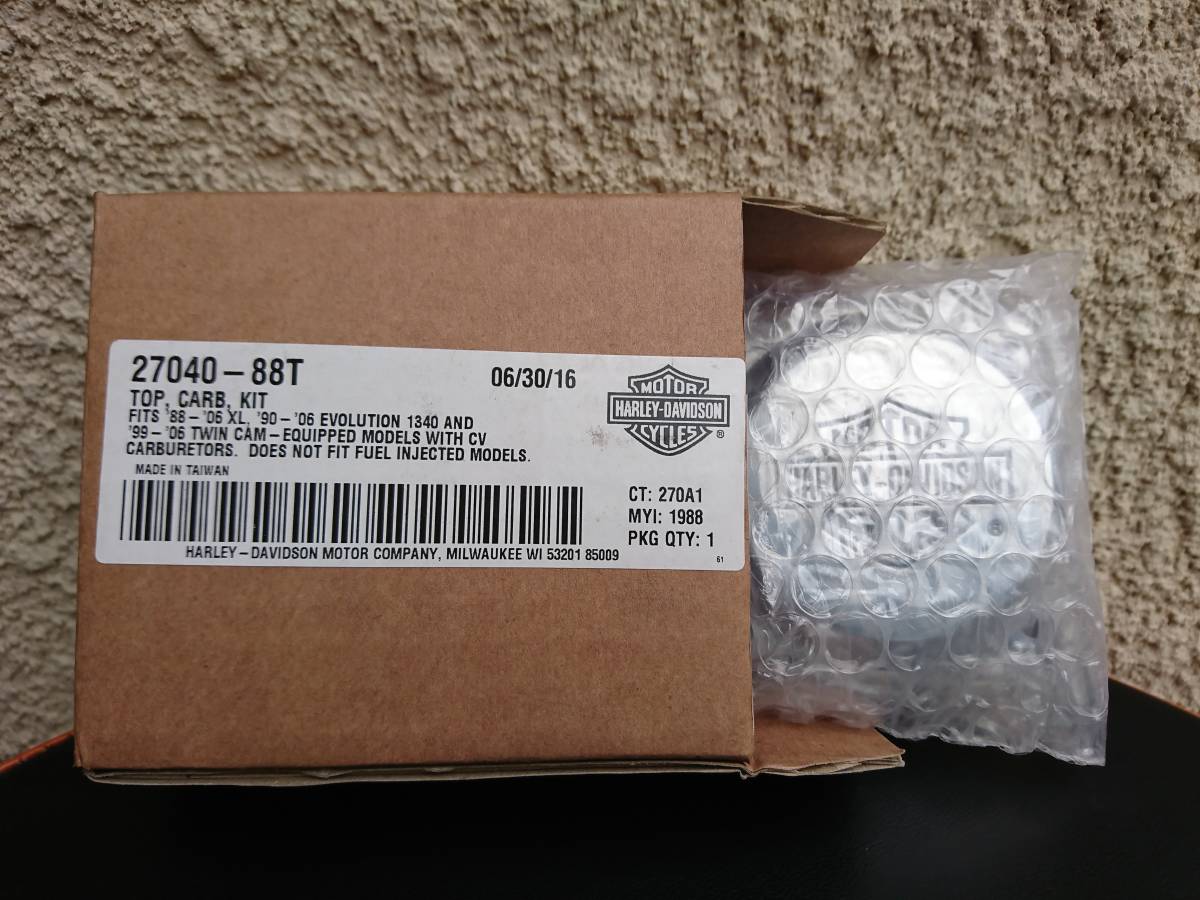 27040-88T
06/30/16
TOP, CARB, KIT
FITS '88-'06 XL, '90-'06 EVOLUTION 1340 AND
'99-'06 TWIN CAM-EQUIPPED MODELS WITH CV
CARBURETORS. DOES NOT FIT FUEL INJECTED MODELS.
MADE IN TAIWAN
MOTOR
HARLEY-DAVIDSON
CYCLES®
CT: 270A1
MYI: 1988
PKG QTY: 1
HARLEY-DAVIDSON MOTOR COMPANY, MILWAUKEE WI 53201 85009
61